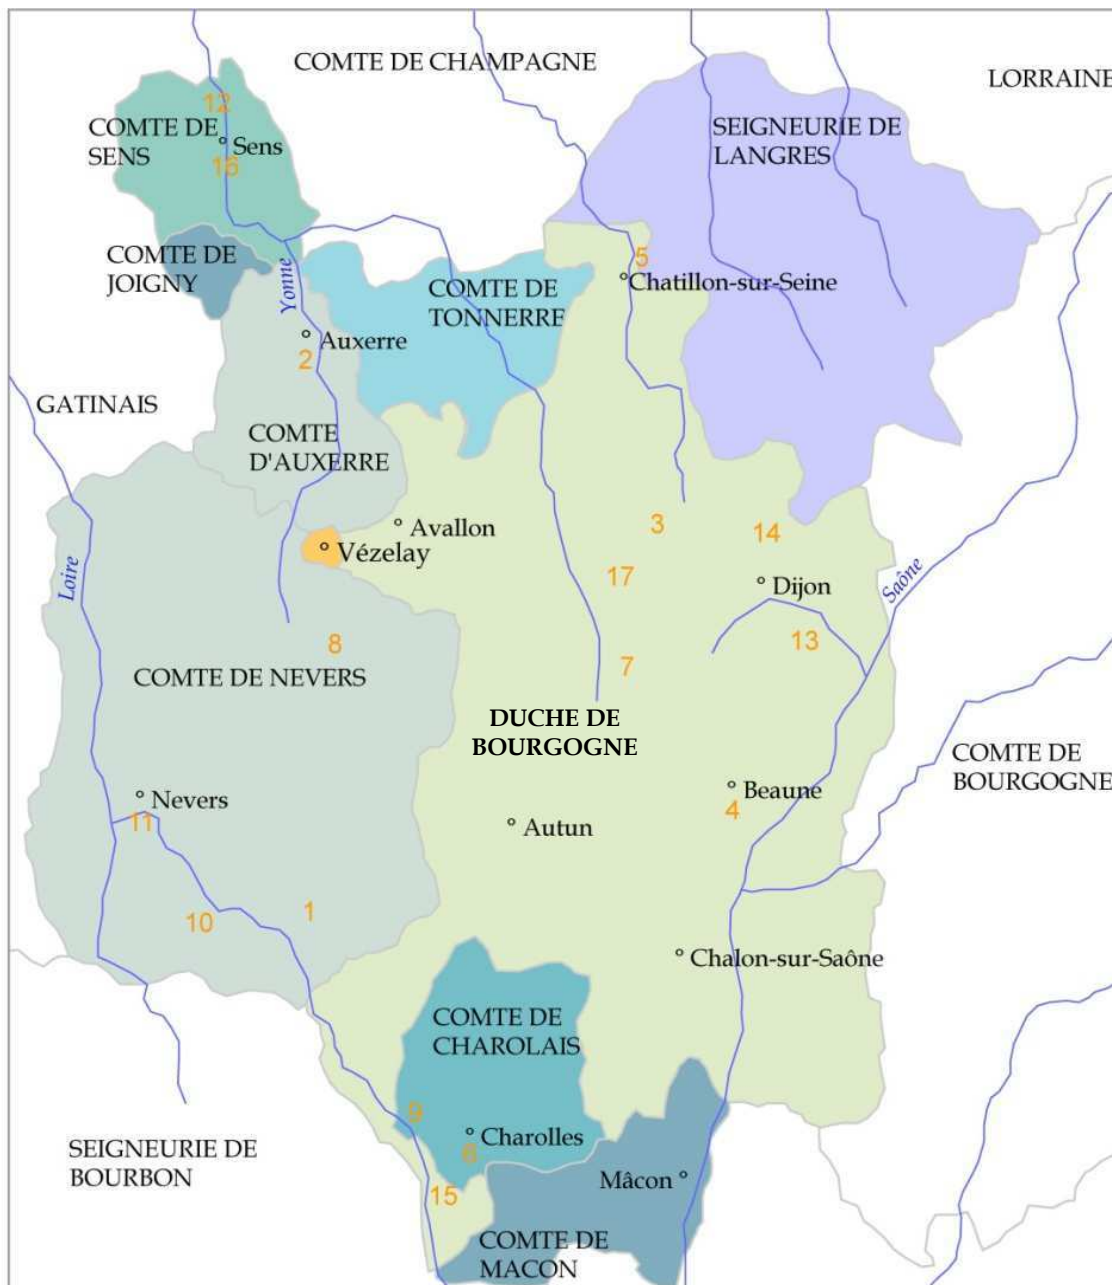 COMTE DE CHAMPAGNE
LORRAINE
12
COMTE DE
SENS
Sens
16
SEIGNEURIE DE
LANGRES
COMTE DE
JOIGNY
Yonne
5
Chatillon-sur-Seine
COMTE DE
TONNERRE
Auxerre
2
GATINAIS
COMTE
D'AUXERRE
Avallon
3
14
Vézelay
Loire
17
Dijon
Saône
8
13
COMTE DE NEVERS
7
DUCHE DE
BOURGOGNE
COMTE DE
BOURGOGNE
Nevers
11
Beaune
4
Autun
10
1
Chalon-sur-Saône
COMTE DE
CHAROLAIS
9
Charolles
6
SEIGNEURIE DE
BOURBON
15
Mâcon
COMTE DE
MACON